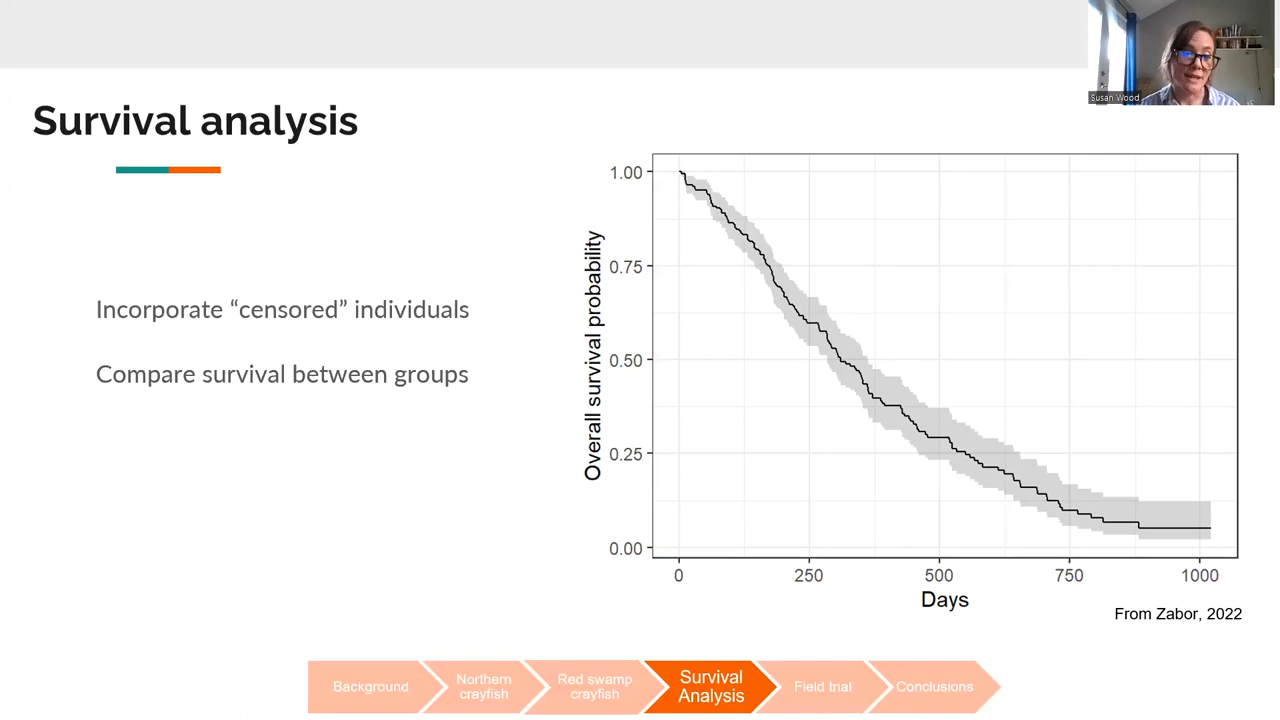 Susan Wood
Survival analysis
Incorporate “censored” individuals
Compare survival between groups
Overall survival probability
1.00
0.75
0.50
0.25
0.00
0 250 500 750 1000
Days
From Zabor, 2022
Background
Northern
crayfish
Red swamp
crayfish
Survival
Analysis
Field trial
Conclusions